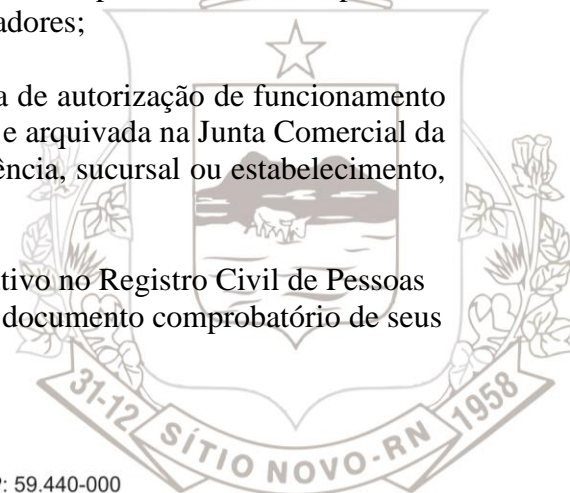 adores;
a de autorização de funcionamento
e arquivada na Junta Comercial da
ência, sucursal ou estabelecimento,
tivo no Registro Civil de Pessoas
documento comprobatório de seus
31-12 SÍTIO NOVO-RN 1958
: 59.440-000